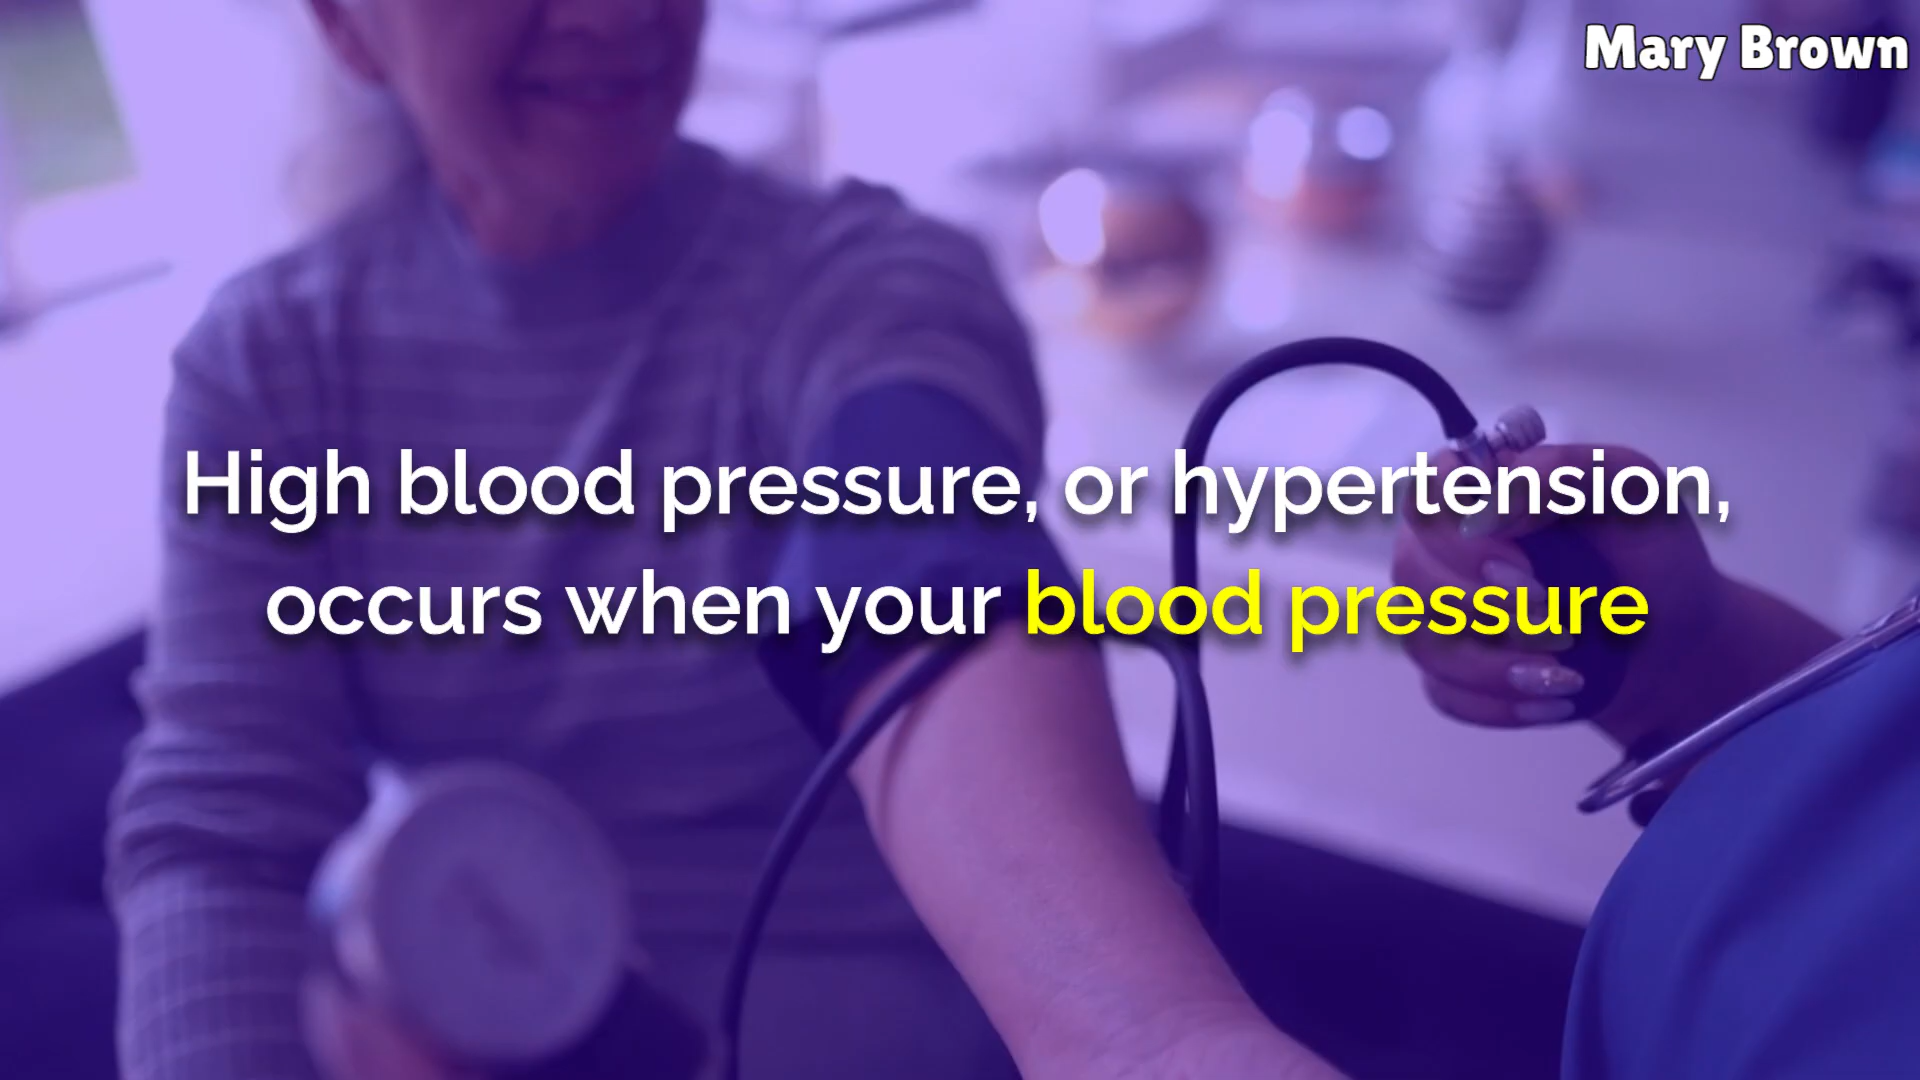 Mary Brown
High blood pressure, or hypertension,
occurs when your blood pressure